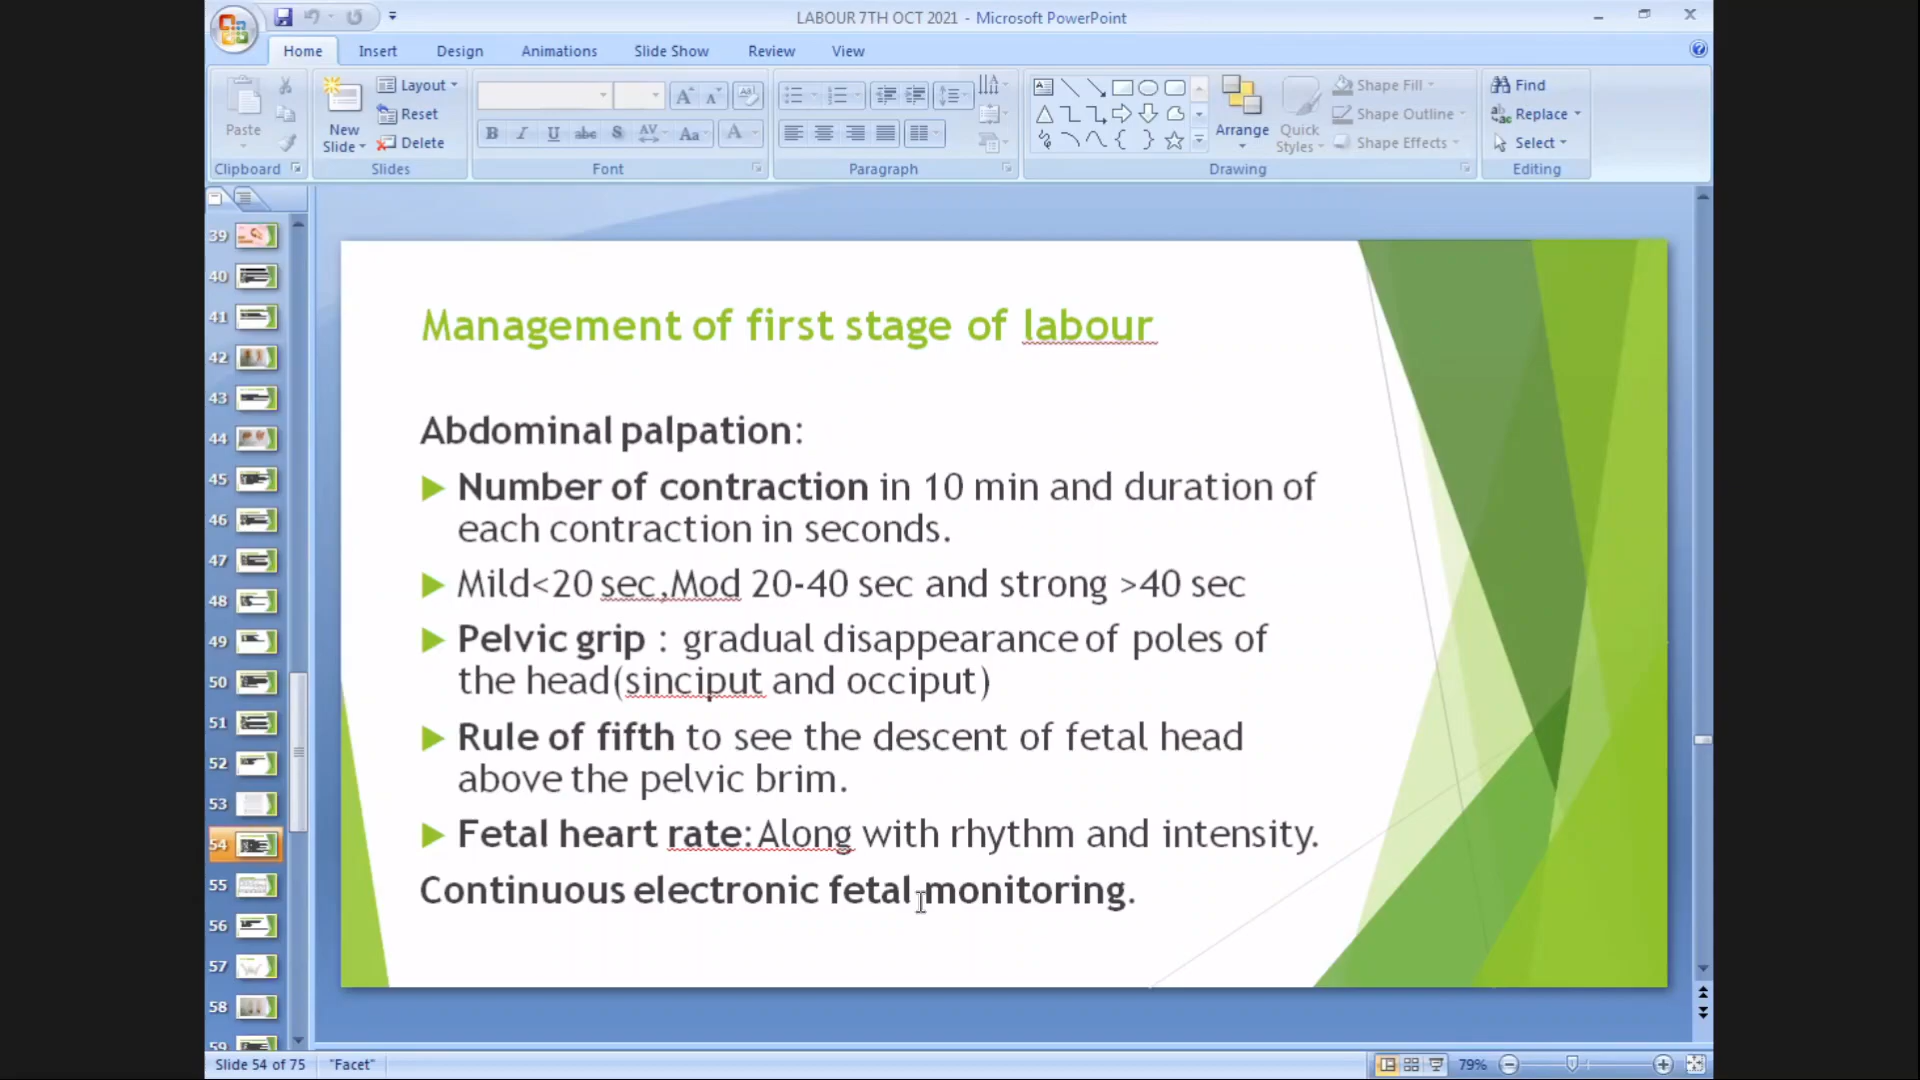 LABOUR 7TH OCT 2021 - Microsoft PowerPoint
Home Insert Design Animations Slide Show Review View
Paste
Clipboard
New
Slide
Layout
Reset
Delete
Slides
B I U abc S AV Aa A
Font
Paragraph
Arrange
Quick
Styles
Shape Fill
Shape Outline
Shape Effects
Drawing
Find
Replace
Select
Editing
39
40
41
42
43
44
45
46
47
48
49
50
51
52
53
54
55
56
57
58
59
Management of first stage of labour
Abdominal palpation:
Number of contraction in 10 min and duration of
each contraction in seconds.
Mild<20 sec,Mod 20-40 sec and strong >40 sec
Pelvic grip : gradual disappearance of poles of
the head(sinciput and occiput)
Rule of fifth to see the descent of fetal head
above the pelvic brim.
Fetal heart rate:Along with rhythm and intensity.
Continuous electronic fetal monitoring.
Slide 54 of 75 "Facet" 79%